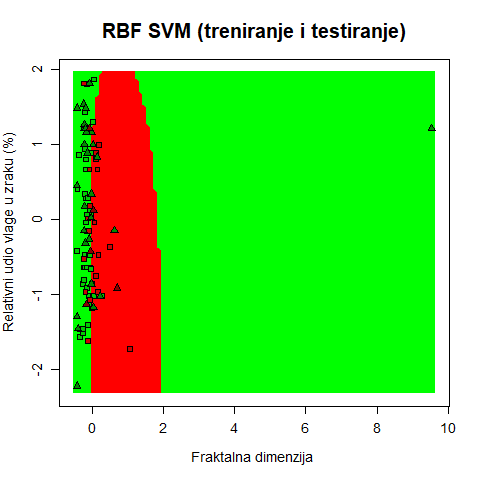 RBF SVM (treniranje i testiranje)
Relativni udio vlage u zraku (%)
2
1
0
-1
-2
0 2 4 6 8 10
Fraktalna dimenzija